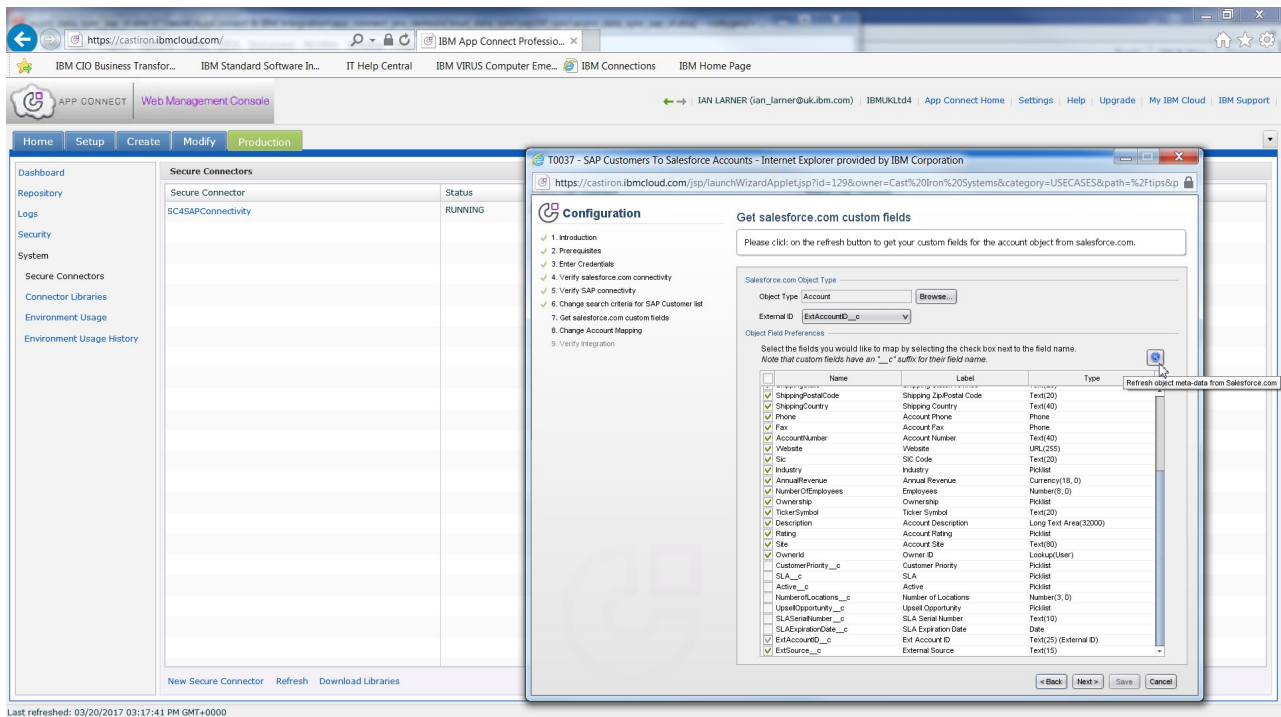 https://castiron.ibmcloud.com/
IBM App Connect Professio...
IBM CIO Business Transfor...
IBM Standard Software In...
IT Help Central
IBM VIRUS Computer Eme...
IBM Connections
IBM Home Page
APP CONNECT
Web Management Console
IAN LARNER (ian_larner@uk.ibm.com)
IBMUKLtd4
App Connect Home
Settings
Help
Upgrade
My IBM Cloud
IBM Support
Home
Setup
Create
Modify
Production
Dashboard
Repository
Logs
Security
System
Secure Connectors
Connector Libraries
Environment Usage
Environment Usage History
Secure Connectors
Secure Connector Status
SC4SAPConnectivity RUNNING
New Secure Connector Refresh Download Libraries
T0037 - SAP Customers To Salesforce Accounts - Internet Explorer provided by IBM Corporation
https://castiron.ibmcloud.com/jsp/launchWizardApplet.jsp?id=129&owner=Cast%20Iron%20Systems&category=USECASES&path=%2Ftips&p
Configuration
1. Introduction
2. Prerequisites
3. Enter Credentials
4. Verify salesforce.com connectivity
5. Verify SAP connectivity
6. Change search criteria for SAP Customer list
7. Get salesforce.com custom fields
8. Change Account Mapping
9. Verify Integration
Get salesforce.com custom fields
Please click on the refresh button to get your custom fields for the account object from salesforce.com.
Salesforce.com Object Type
Object Type Account Browse...
External ID ExtAccountID__c
Object Field Preferences
Select the fields you would like to map by selecting the check box next to the field name.
Note that custom fields have an "__c" suffix for their field name.
Refresh object meta-data from Salesforce.com
Name Label Type
ShippingPostalCode Shipping Zip/Postal Code Text(20)
ShippingCountry Shipping Country Text(40)
Phone Account Phone Phone
Fax Account Fax Phone
AccountNumber Account Number Text(40)
Website Website URL(255)
Sic SIC Code Text(20)
Industry Industry Picklist
AnnualRevenue Annual Revenue Currency(18, 0)
NumberOfEmployees Employees Number(8, 0)
Ownership Ownership Picklist
TickerSymbol Ticker Symbol Text(20)
Description Account Description Long Text Area(32000)
Rating Account Rating Picklist
Site Account Site Text(80)
OwnerId Owner ID Lookup(User)
CustomerPriority__c Customer Priority Picklist
SLA__c SLA Picklist
Active__c Active Picklist
NumberofLocations__c Number of Locations Number(3, 0)
UpsellOpportunity__c Upsell Opportunity Picklist
SLASerialNumber__c SLA Serial Number Text(10)
SLAExpirationDate__c SLA Expiration Date Date
ExtAccountID__c Ext Account ID Text(25) (External ID)
ExtSource__c External Source Text(15)
< Back
Next >
Save
Cancel
Last refreshed: 03/20/2017 03:17:41 PM GMT+0000